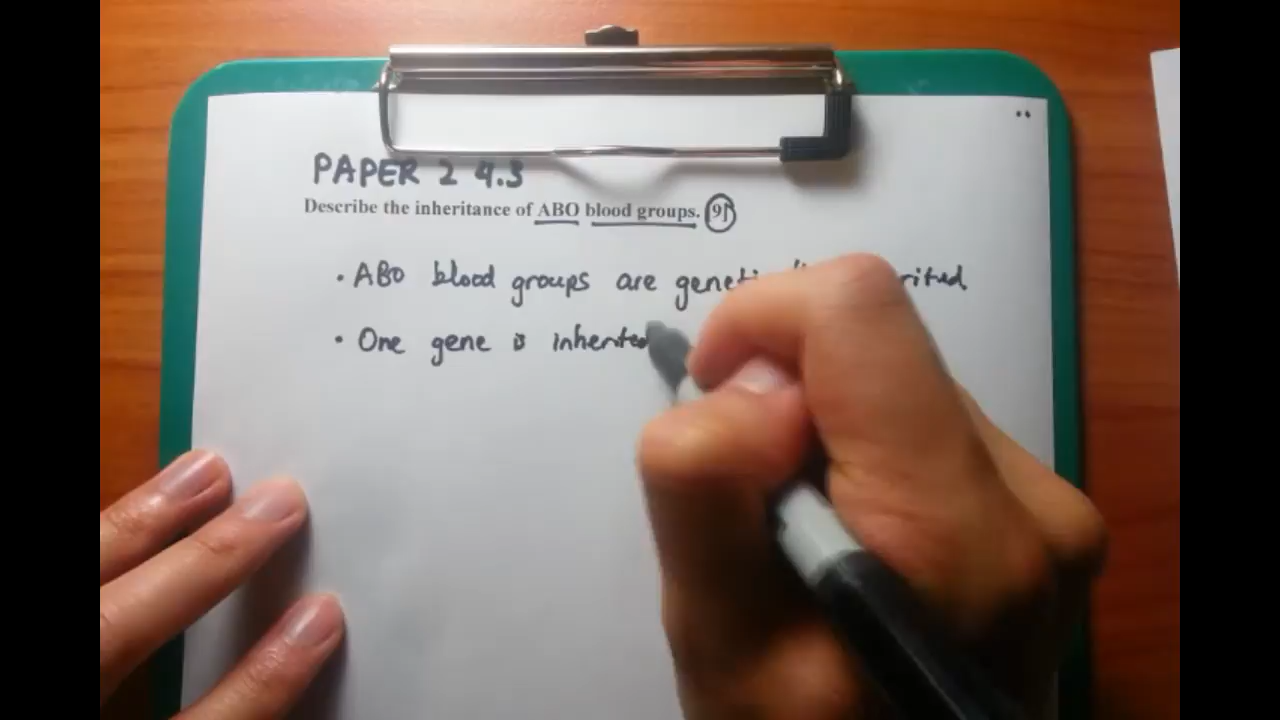 PAPER 2 4.3
Describe the inheritance of ABO blood groups. 9]
• ABO blood groups are
• One gene is inherited